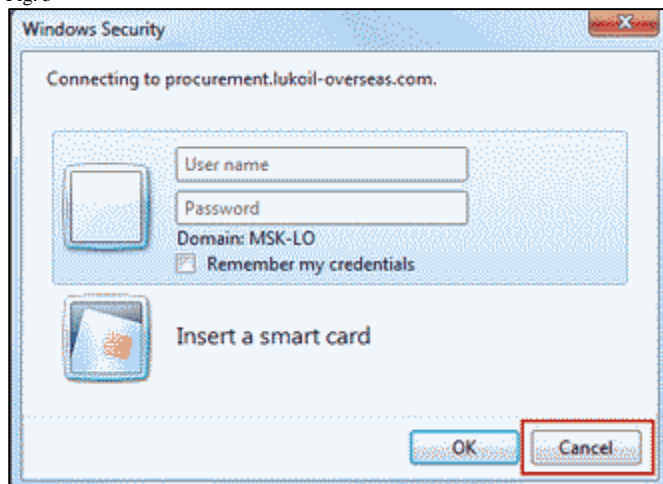 Windows Security
Connecting to procurement.lukoil-overseas.com.
User name
Password
Domain: MSK-LO
Remember my credentials
Insert a smart card
OK Cancel